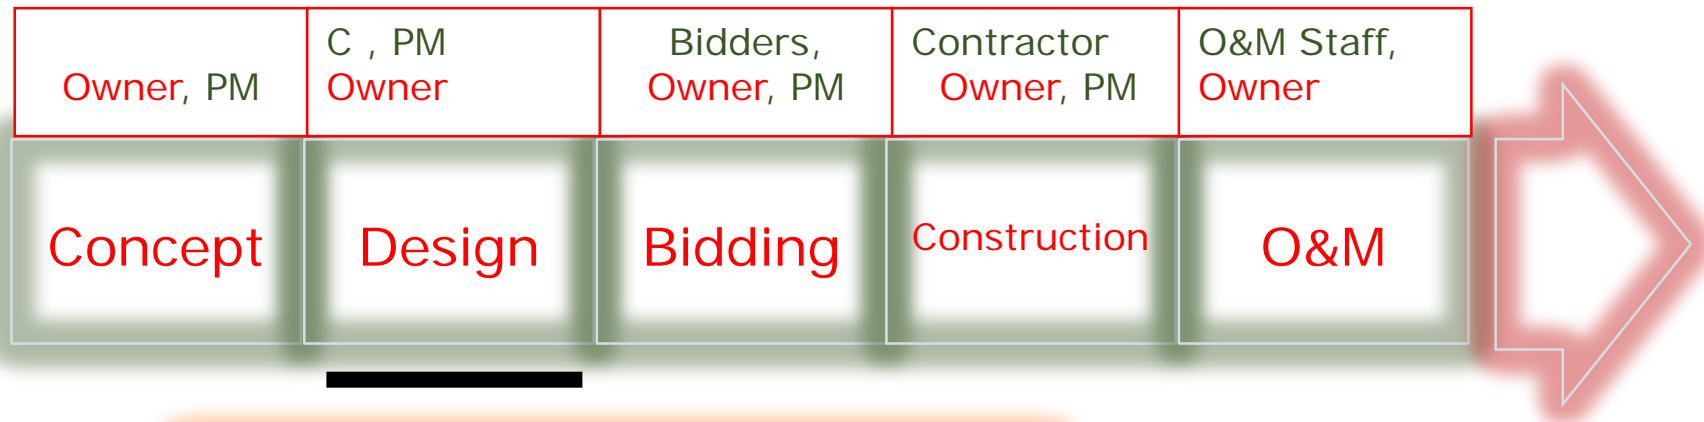 Owner, PM
C , PM
Owner
Bidders,
Owner, PM
Contractor
Owner, PM
O&M Staff,
Owner
Concept
Design
Bidding
Construction
O&M